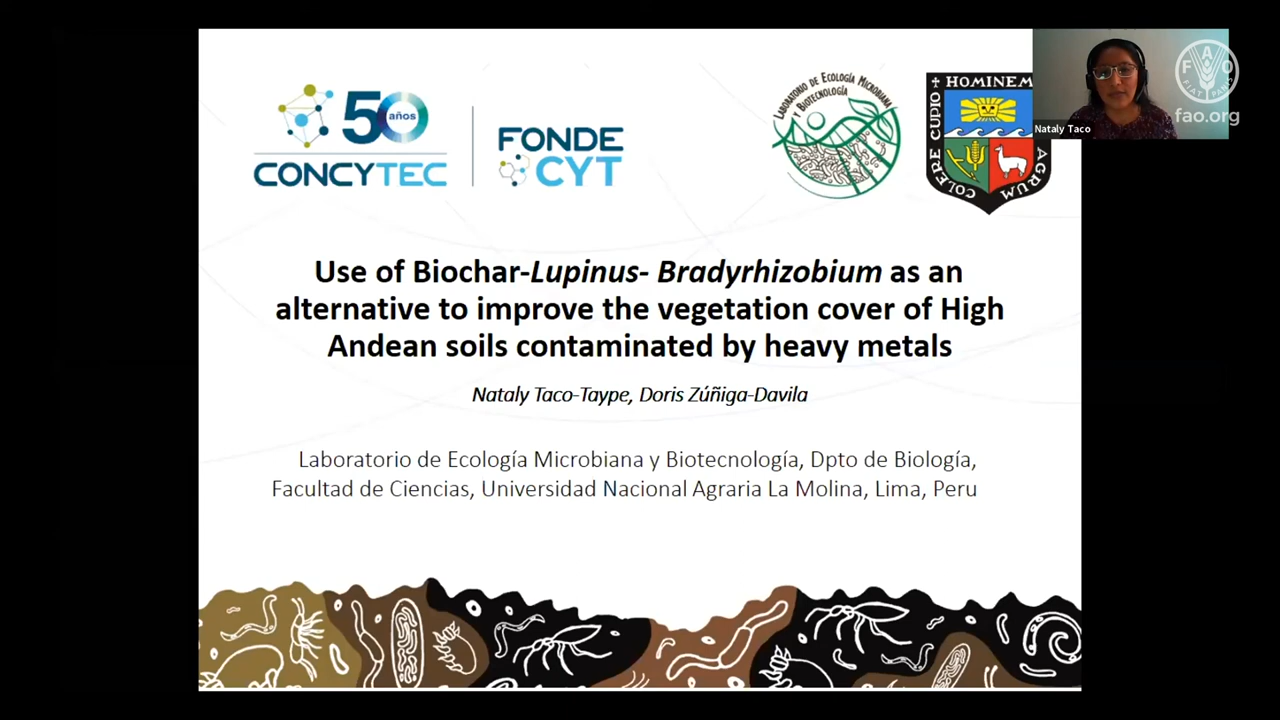 50
años
CONCYTEC
FONDE
CYT
LABORATORIO DE ECOLOGÍA MICROBIANA
Y BIOTECNOLOGÍA
COLERE CUPIO + HOMINEM
AGRUM
FAO
FIAT PANIS
fao.org
Nataly Taco
Use of Biochar-Lupinus- Bradyrhizobium as an
alternative to improve the vegetation cover of High
Andean soils contaminated by heavy metals
Nataly Taco-Taype, Doris Zúñiga-Davila
Laboratorio de Ecología Microbiana y Biotecnología, Dpto de Biología,
Facultad de Ciencias, Universidad Nacional Agraria La Molina, Lima, Peru